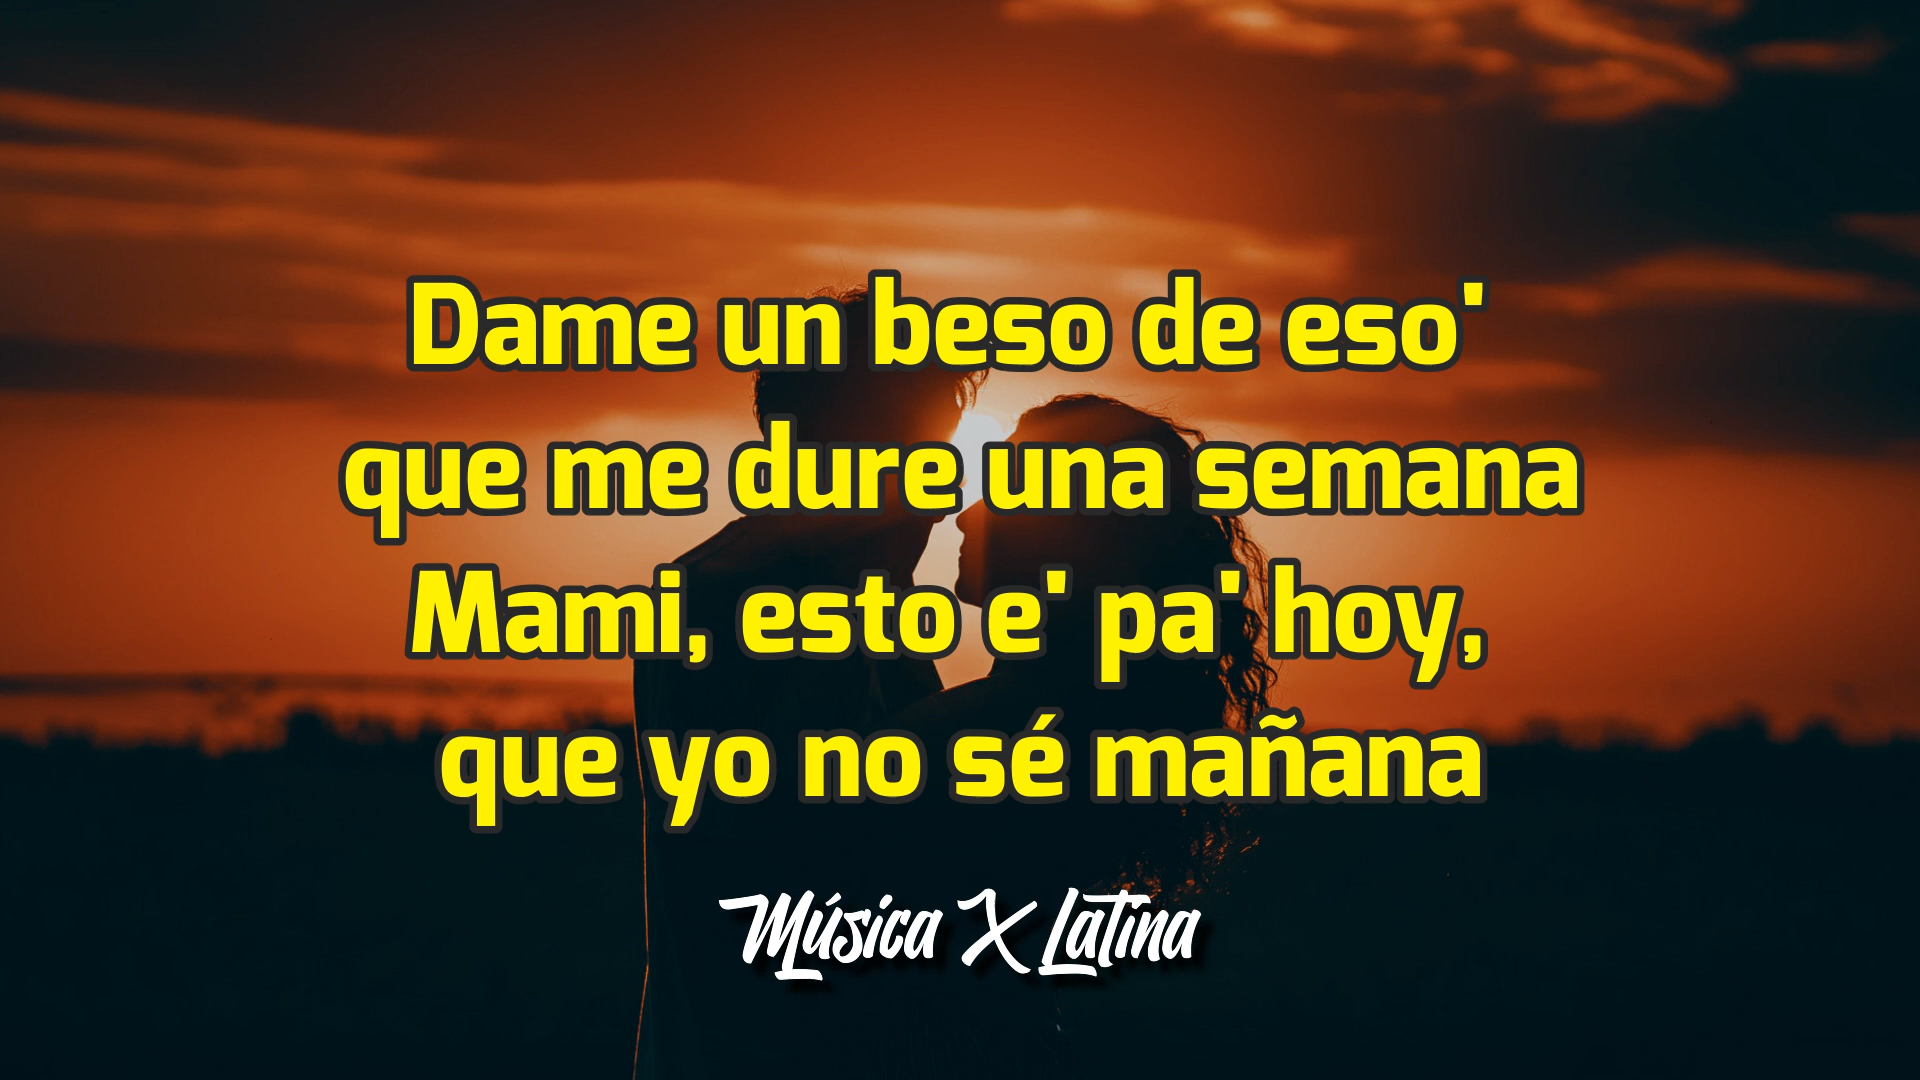 Dame un beso de eso'
que me dure una semana
Mami, esto e' pa' hoy,
que yo no sé mañana
Música X Latina